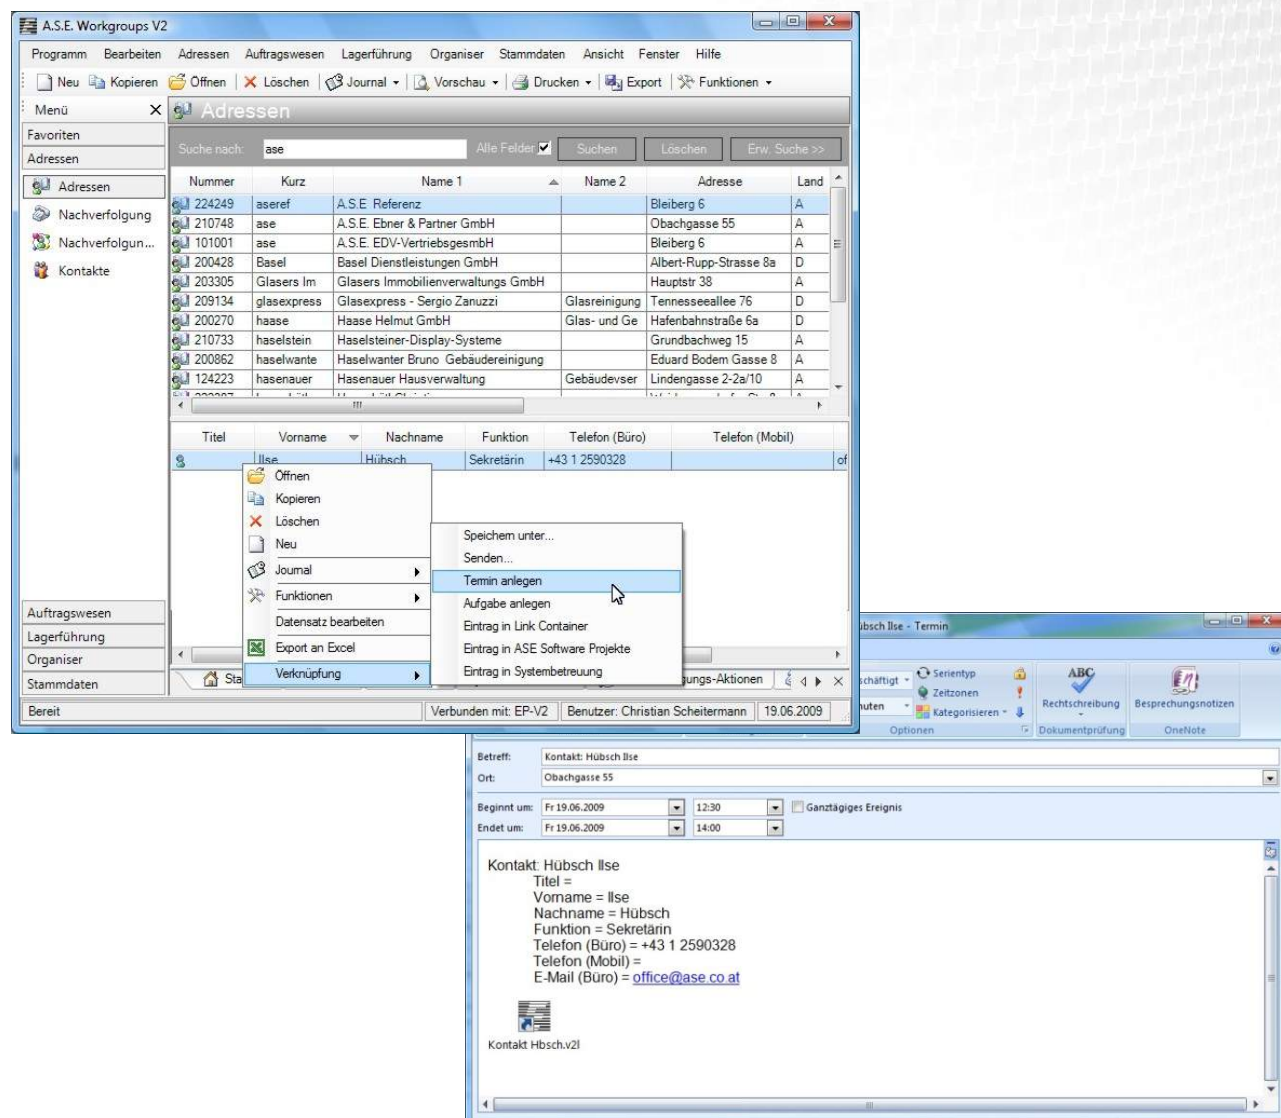 A.S.E. Workgroups V2
Programm Bearbeiten Adressen Auftragswesen Lagerführung Organiser Stammdaten Ansicht Fenster Hilfe
Neu Kopieren Öffnen Löschen Journal Vorschau Drucken Export Funktionen
Menü
Adressen
Favoriten
Adressen
Suche nach: ase Alle Felder Suchen Löschen Erw. Suche >>
Adressen
Nachverfolgung
Nachverfolgun...
Kontakte
Nummer Kurz Name 1 Name 2 Adresse Land
224249 aseref A.S.E Referenz Bleiberg 6 A
210748 ase A.S.E. Ebner & Partner GmbH Obachgasse 55 A
101001 ase A.S.E. EDV-VertriebsgesmbH Bleiberg 6 A
200428 Basel Basel Dienstleistungen GmbH Albert-Rupp-Strasse 8a D
203305 Glasers Im Glasers Immobilienverwaltungs GmbH Hauptstr 38 A
209134 glasexpress Glasexpress - Sergio Zanuzzi Glasreinigung Tennesseeallee 76 D
200270 haase Haase Helmut GmbH Glas- und Ge Hafenbahnstraße 6a D
210733 haselstein Haselsteiner-Display-Systeme Grundbachweg 15 A
200862 haselwante Haselwanter Bruno Gebäudereinigung Eduard Bodem Gasse 8 A
124223 hasenauer Hasenauer Hausverwaltung Gebäudevser Lindengasse 2-2a/10 A
Titel Vorname Nachname Funktion Telefon (Büro) Telefon (Mobil)
Ilse Hübsch Sekretärin +43 1 2590328 of
Öffnen
Kopieren
Löschen
Neu
Journal
Funktionen
Datensatz bearbeiten
Export an Excel
Verknüpfung
Speichern unter...
Senden...
Termin anlegen
Aufgabe anlegen
Eintrag in Link Container
Eintrag in ASE Software Projekte
Eintrag in Systembetreuung
Auftragswesen
Lagerführung
Organiser
Stammdaten
Sta gungs-Aktionen
Bereit Verbunden mit: EP-V2 Benutzer: Christian Scheitermann 19.06.2009
übsch Ilse - Termin
schäftigt Serientyp
Zeitzonen
nuten Kategorisieren
Optionen
ABC
Rechtschreibung
Dokumentprüfung
Besprechungsnotizen
OneNote
Betreff: Kontakt: Hübsch Ilse
Ort: Obachgasse 55
Beginnt um: Fr 19.06.2009 12:30 Ganztägiges Ereignis
Endet um: Fr 19.06.2009 14:00
Kontakt: Hübsch Ilse
Titel =
Vorname = Ilse
Nachname = Hübsch
Funktion = Sekretärin
Telefon (Büro) = +43 1 2590328
Telefon (Mobil) =
E-Mail (Büro) = office@ase.co.at
Kontakt Hbsch.v2l